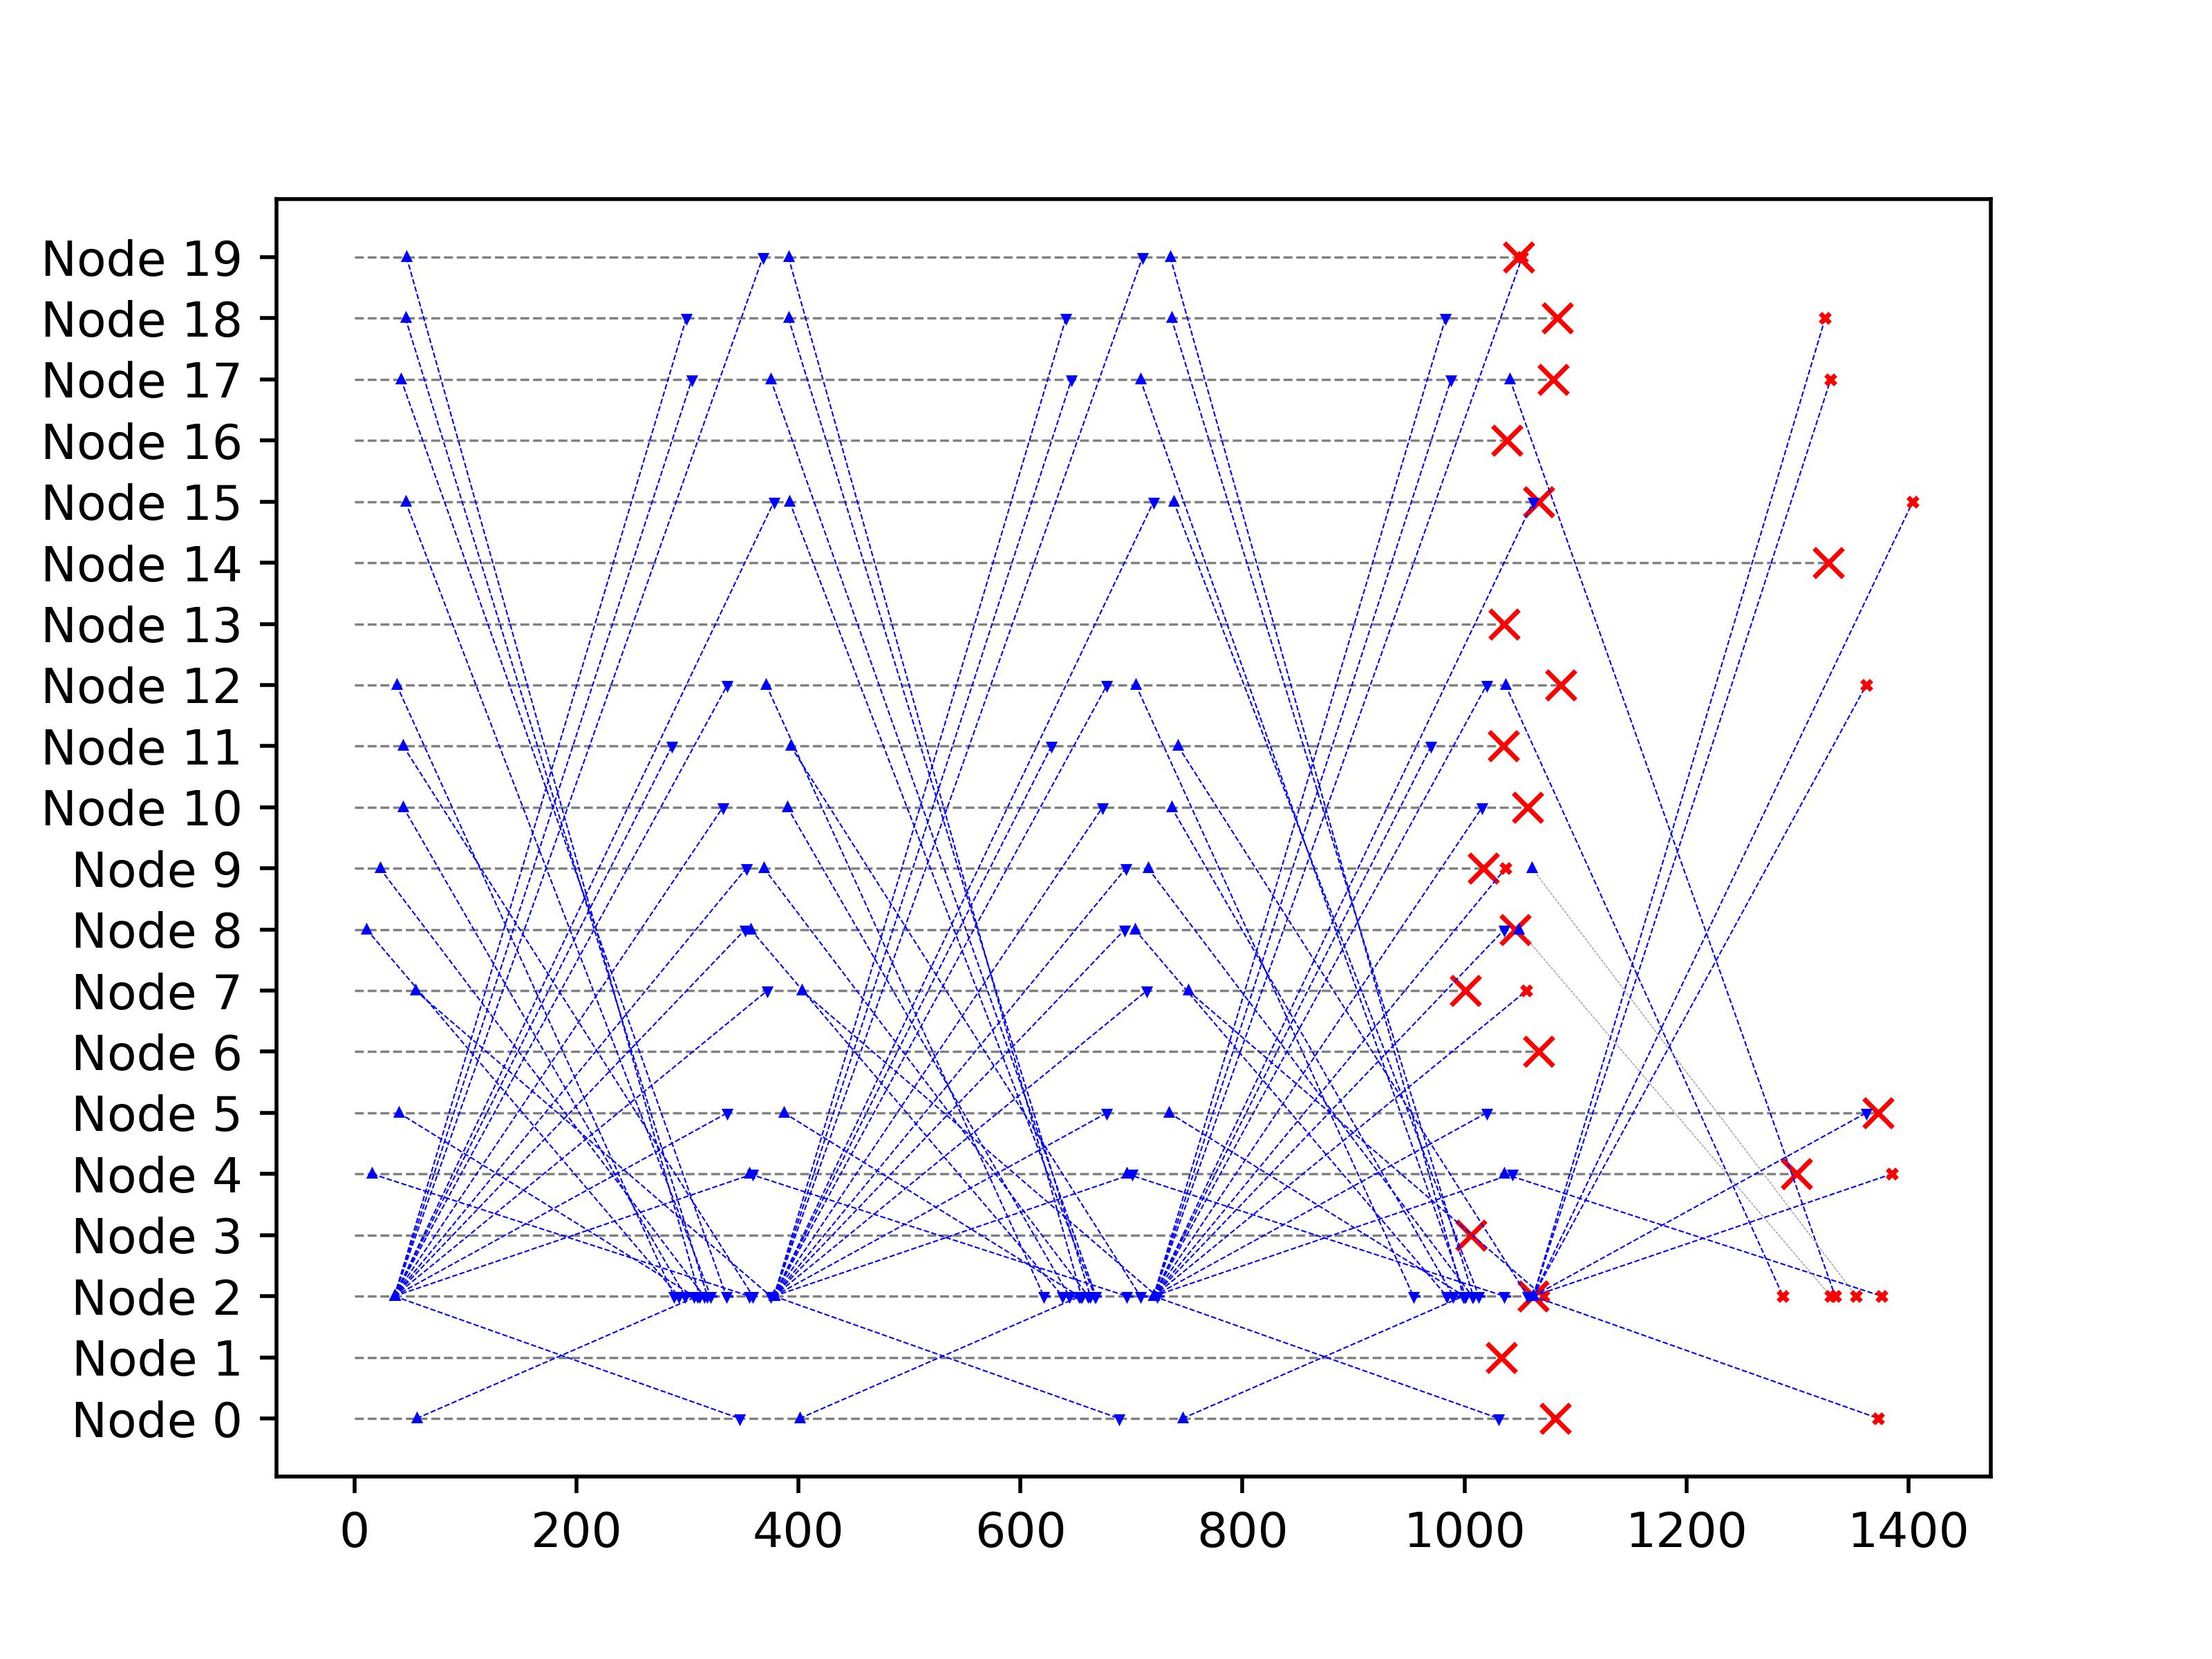 Node 19
Node 18
Node 17
Node 16
Node 15
Node 14
Node 13
Node 12
Node 11
Node 10
Node 9
Node 8
Node 7
Node 6
Node 5
Node 4
Node 3
Node 2
Node 1
Node 0
0 200 400 600 800 1000 1200 1400